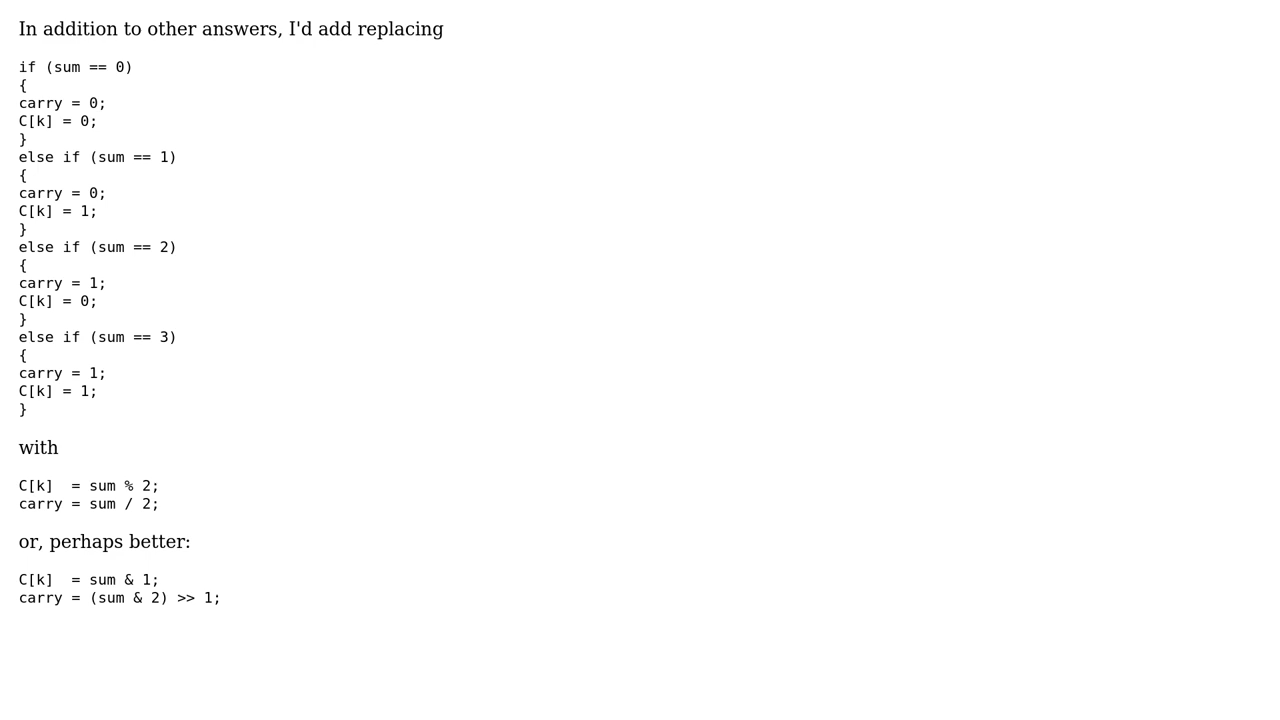 In addition to other answers, I'd add replacing
if (sum == 0)
{
carry = 0;
C[k] = 0;
}
else if (sum == 1)
{
carry = 0;
C[k] = 1;
}
else if (sum == 2)
{
carry = 1;
C[k] = 0;
}
else if (sum == 3)
{
carry = 1;
C[k] = 1;
}
with
C[k]  = sum % 2;
carry = sum / 2;
or, perhaps better:
C[k]  = sum & 1;
carry = (sum & 2) >> 1;